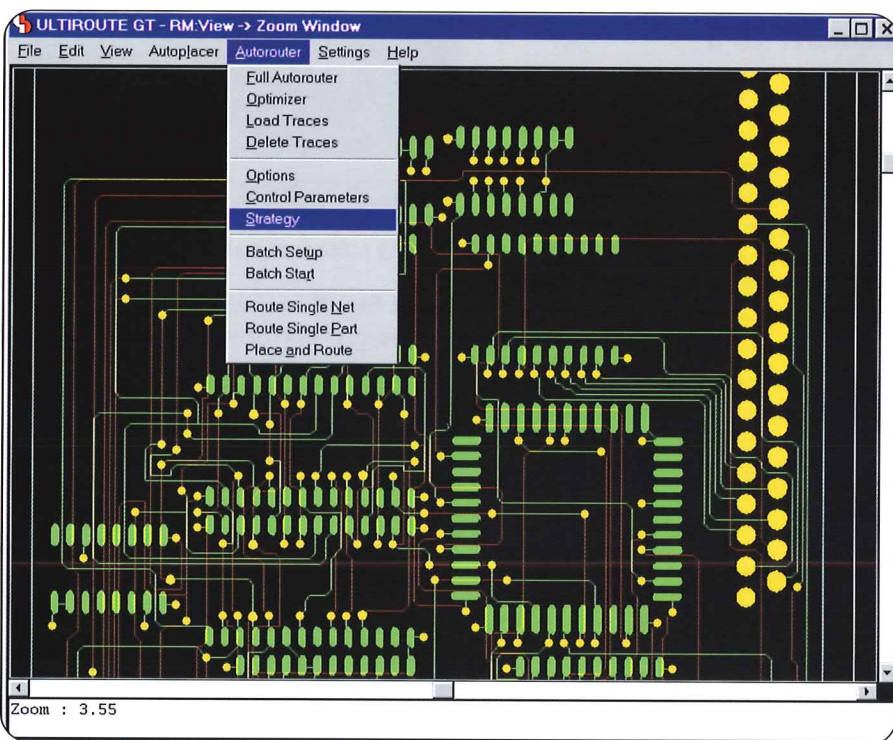 ULTIROUTE GT - RM:View -> Zoom Window
File Edit View Autoplacer Autorouter Settings Help
Full Autorouter
Optimizer
Load Traces
Delete Traces
Options
Control Parameters
Strategy
Batch Setup
Batch Start
Route Single Net
Route Single Part
Place and Route
Zoom : 3.55